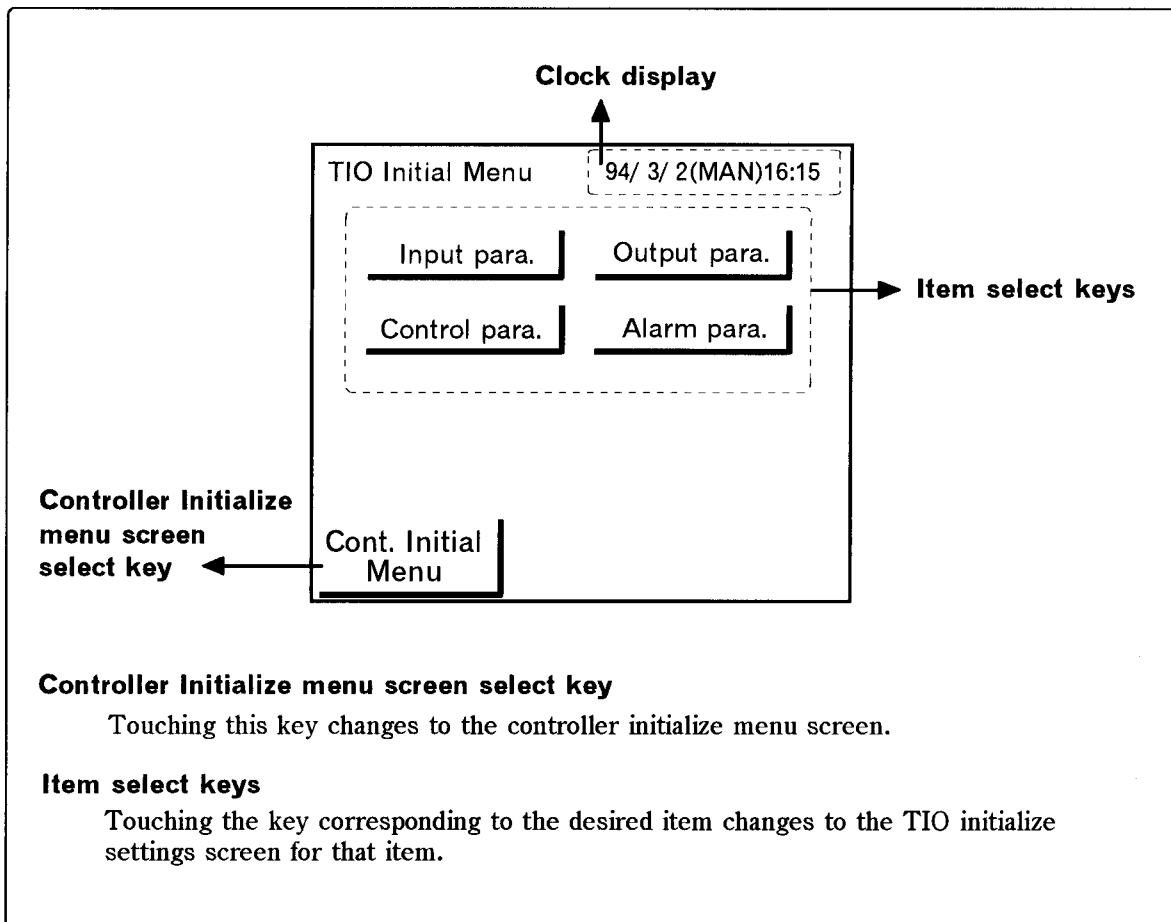 Clock display
TIO Initial Menu
94/ 3/ 2(MAN)16:15
Input para.
Output para.
Item select keys
Control para.
Alarm para.
Controller Initialize
menu screen
select key
Cont. Initial
Menu
Controller Initialize menu screen select key
Touching this key changes to the controller initialize menu screen.
Item select keys
Touching the key corresponding to the desired item changes to the TIO initialize
settings screen for that item.